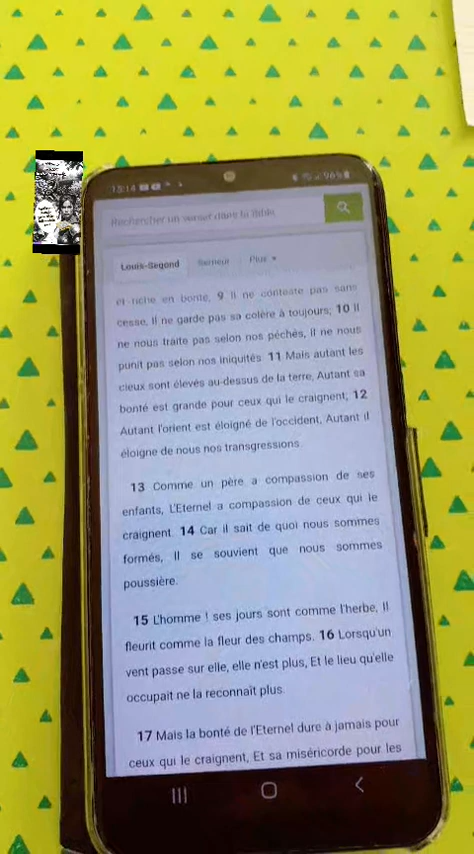 15:14
96%
Rechercher un verset dans la Bible
Louis-Segond Semeur Plus
et riche en bonté; 9 Il ne conteste pas sans
cesse, Il ne garde pas sa colère à toujours; 10 Il
ne nous traite pas selon nos péchés, Il ne nous
punit pas selon nos iniquités. 11 Mais autant les
cieux sont élevés au-dessus de la terre, Autant sa
bonté est grande pour ceux qui le craignent; 12
Autant l'orient est éloigné de l'occident, Autant il
éloigne de nous nos transgressions.
13 Comme un père a compassion de ses
enfants, L'Eternel a compassion de ceux qui le
craignent. 14 Car il sait de quoi nous sommes
formés, Il se souvient que nous sommes
poussière.
15 L'homme ! ses jours sont comme l'herbe, Il
fleurit comme la fleur des champs. 16 Lorsqu'un
vent passe sur elle, elle n'est plus, Et le lieu qu'elle
occupait ne la reconnaît plus.
17 Mais la bonté de l'Eternel dure à jamais pour
ceux qui le craignent, Et sa miséricorde pour les